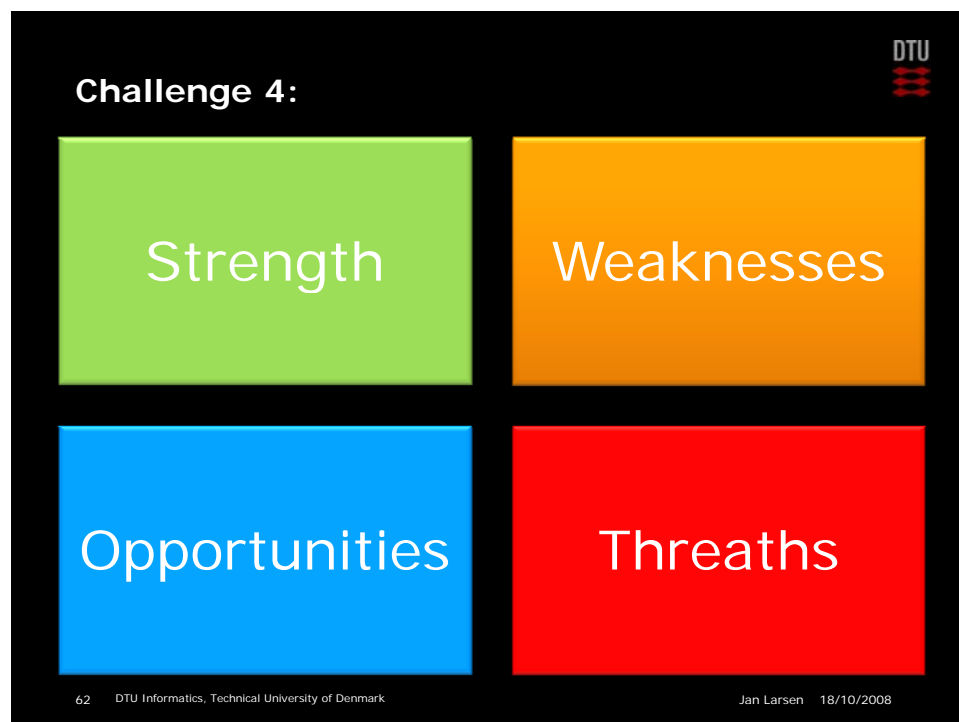 DTU
Challenge 4:
Strength
Weaknesses
Opportunities
Threaths
62 DTU Informatics, Technical University of Denmark Jan Larsen 18/10/2008